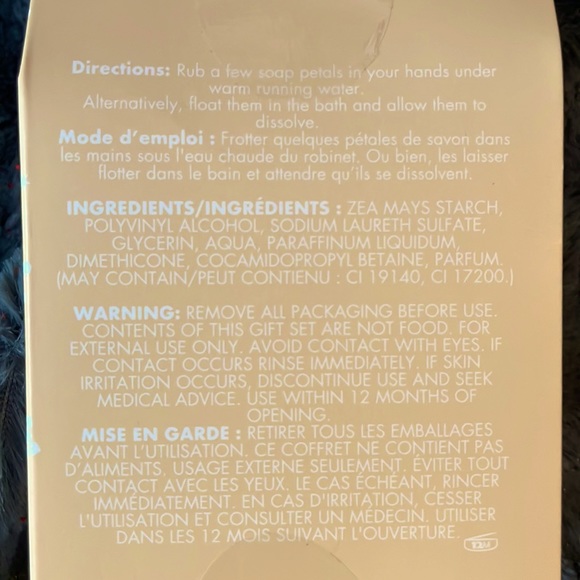 Directions: Rub a few soap petals in your hands under
warm running water.
Alternatively, float them in the bath and allow them to
dissolve.
Mode d'emploi : Frotter quelques pétales de savon dans
les mains sous l'eau chaude du robinet. Ou bien, les laisser
flotter dans le bain et attendre qu'ils se dissolvent.
INGREDIENTS/INGRÉDIENTS : ZEA MAYS STARCH,
POLYVINYL ALCOHOL, SODIUM LAURETH SULFATE,
GLYCERIN, AQUA, PARAFFINUM LIQUIDUM,
DIMETHICONE, COCAMIDOPROPYL BETAINE, PARFUM.
(MAY CONTAIN/PEUT CONTENIU : CI 19140, CI 17200.)
WARNING: REMOVE ALL PACKAGING BEFORE USE.
CONTENTS OF THIS GIFT SET ARE NOT FOOD. FOR
EXTERNAL USE ONLY. AVOID CONTACT WITH EYES. IF
CONTACT OCCURS RINSE IMMEDIATELY. IF SKIN
IRRITATION OCCURS, DISCONTINUE USE AND SEEK
MEDICAL ADVICE. USE WITHIN 12 MONTHS OF
OPENING.
MISE EN GARDE : RETIRER TOUS LES EMBALLAGES
AVANT L'UTILISATION. CE COFFRET NE CONTIENT PAS
D'ALIMENTS. USAGE EXTERNE SEULEMENT. ÉVITER TOUT
CONTACT AVEC LES YEUX. LE CAS ÉCHÉANT, RINCER
IMMÉDIATEMENT. EN CAS D'IRRITATION, CESSER
L'UTILISATION ET CONSULTER UN MÉDECIN. UTILISER
DANS LES 12 MOIS SUIVANT L'OUVERTURE.
12M